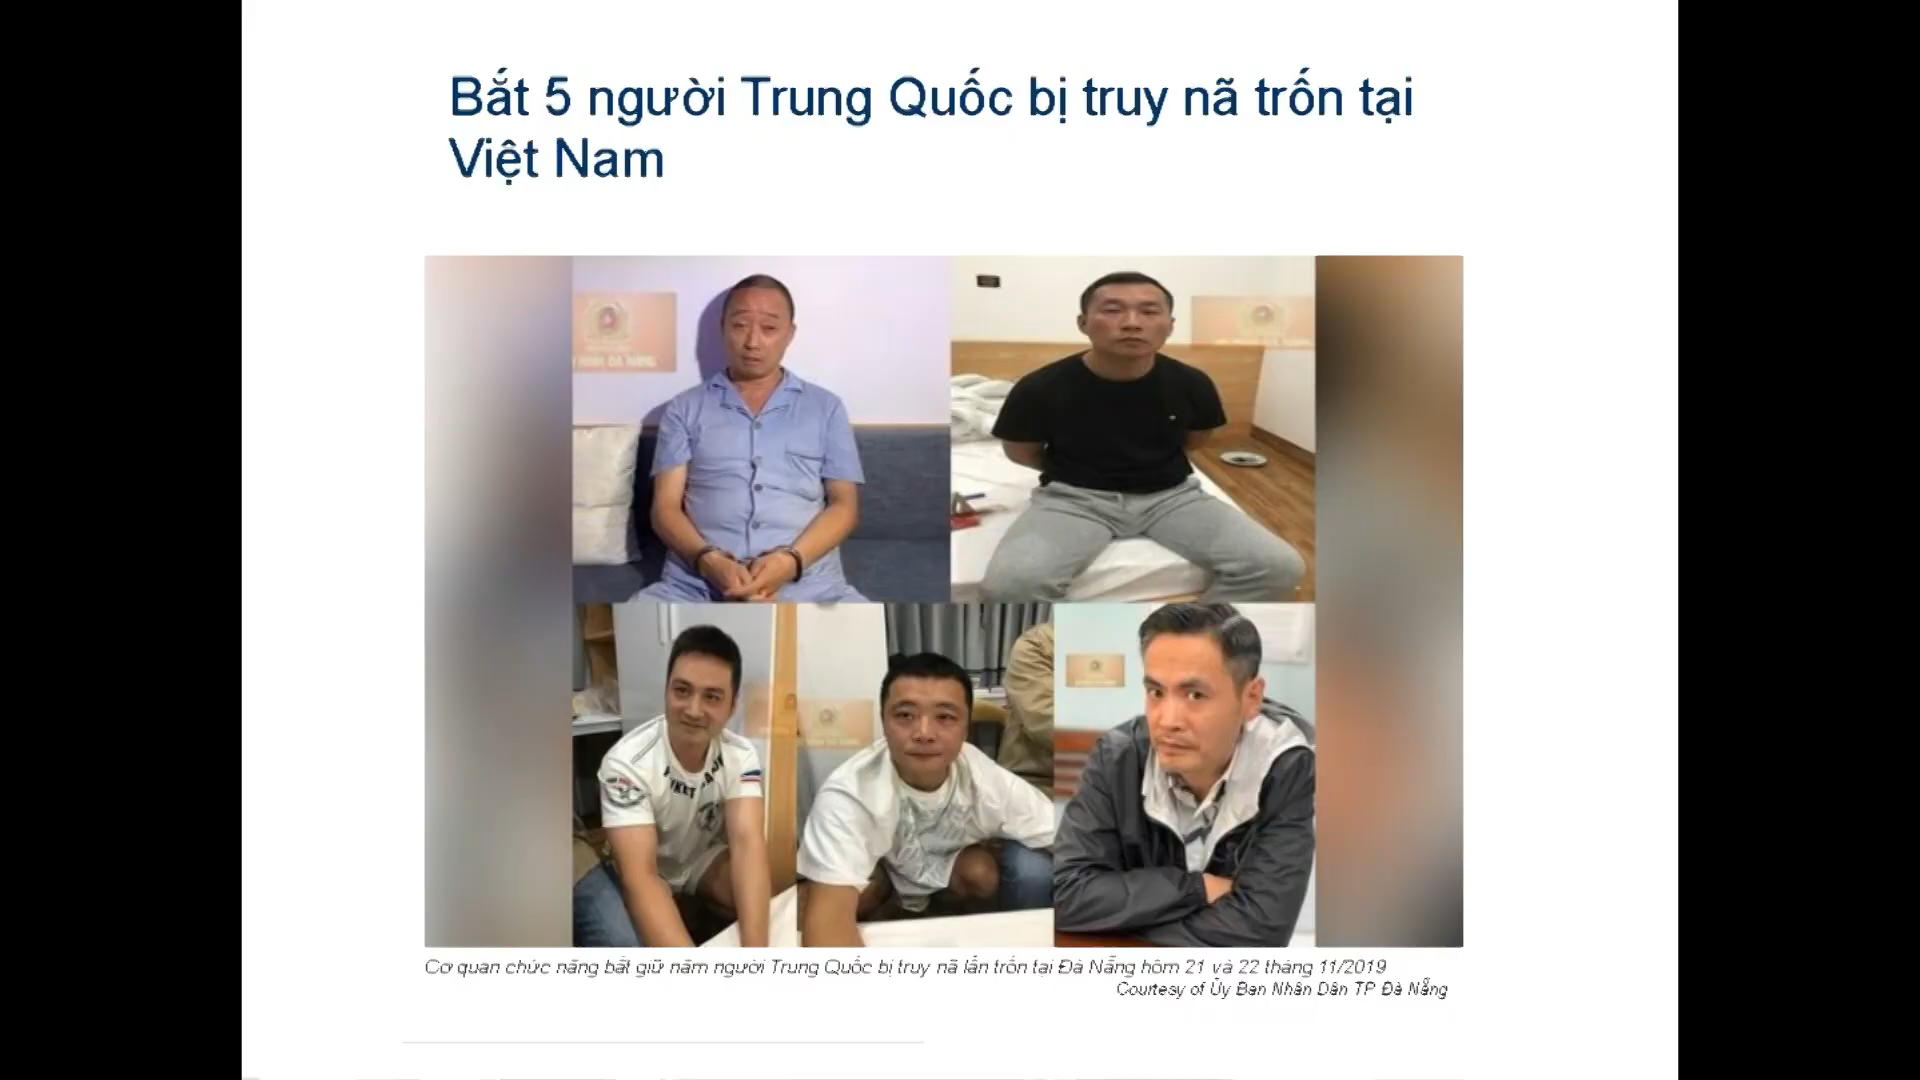 Bắt 5 người Trung Quốc bị truy nã trốn tại
Việt Nam
ĐA NANG
Cơ quan chức năng bắt giữ năm người Trung Quốc bị truy nã lẩn trốn tại Đà Nẵng hôm 21 và 22 tháng 11/2019
Courtesy of Ủy Ban Nhân Dân TP Đà Nẵng